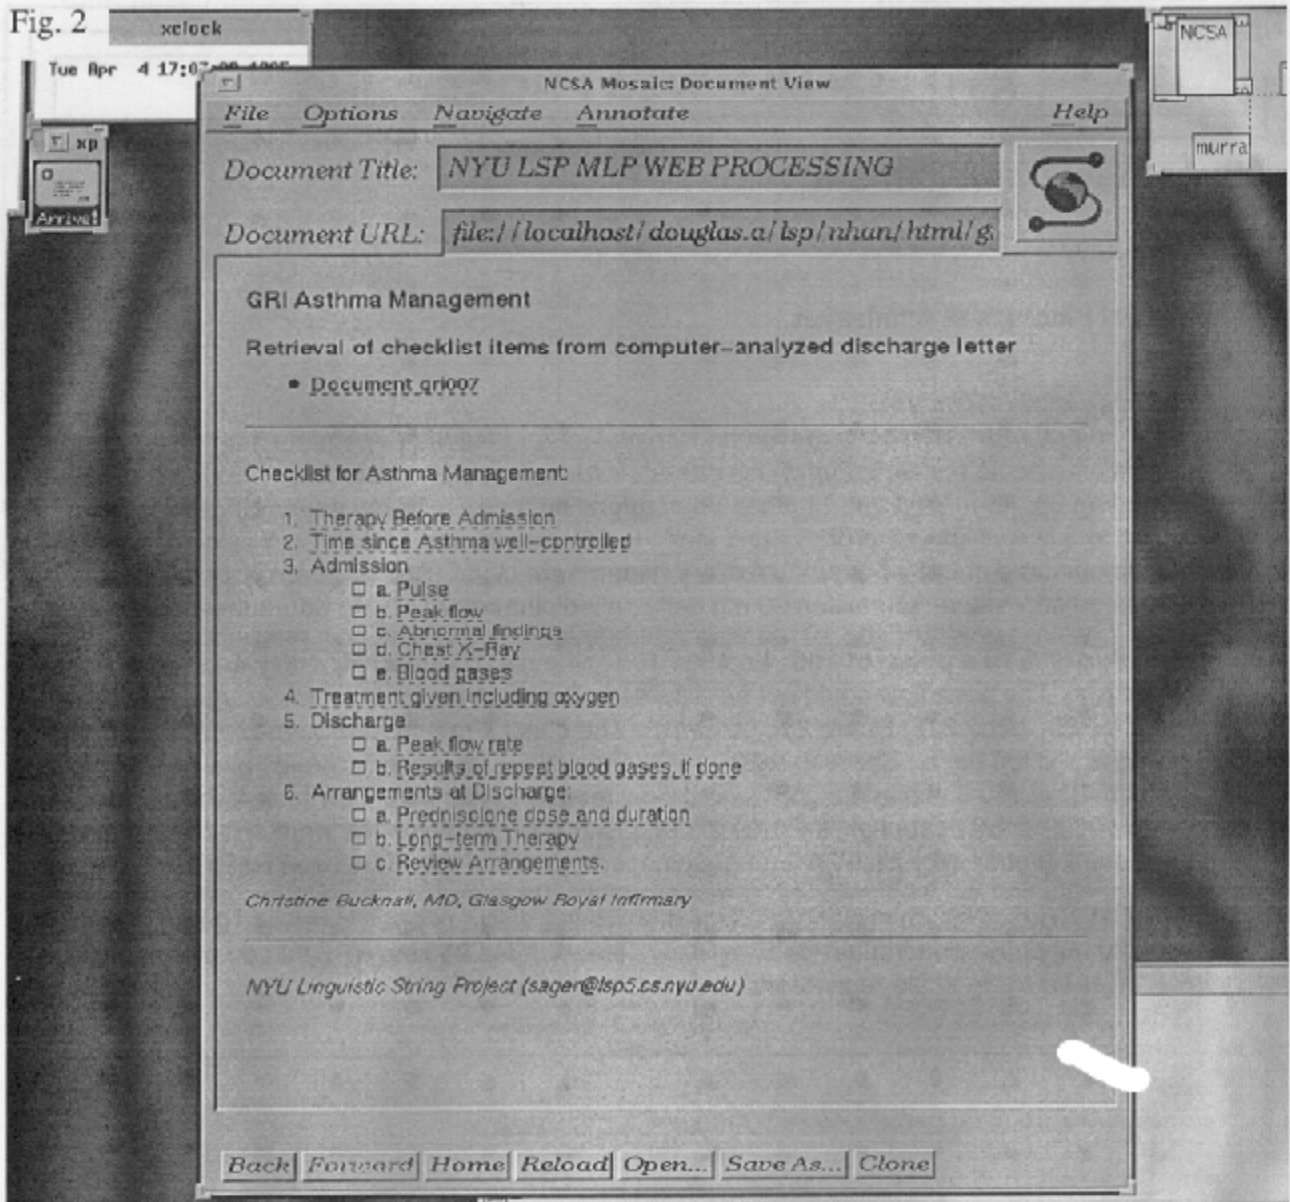 Fig. 2
xclock
Tue Apr 4 17:07
xp
Arrive!
NCSA
murra
NCSA Mosaic: Document View
File Options Navigate Annotate Help
Document Title: NYU LSP MLP WEB PROCESSING
Document URL: file://localhost/douglas.a/lsp/nhan/html/g
GRI Asthma Management
Retrieval of checklist items from computer-analyzed discharge letter
• Document gri007
Checklist for Asthma Management:
1. Therapy Before Admission
2. Time since Asthma well-controlled
3. Admission
a. Pulse
b. Peak flow
c. Abnormal findings
d. Chest X-Ray
e. Blood gases
4. Treatment given including oxygen
5. Discharge
a. Peak flow rate
b. Results of repeat blood gases, if done
6. Arrangements at Discharge:
a. Prednisolone dose and duration
b. Long-term Therapy
c. Review Arrangements.
Christine Bucknall, MD, Glasgow Royal Infirmary
NYU Linguistic String Project (sager@lsp5.cs.nyu.edu)
Back Forward Home Reload Open... Save As... Clone